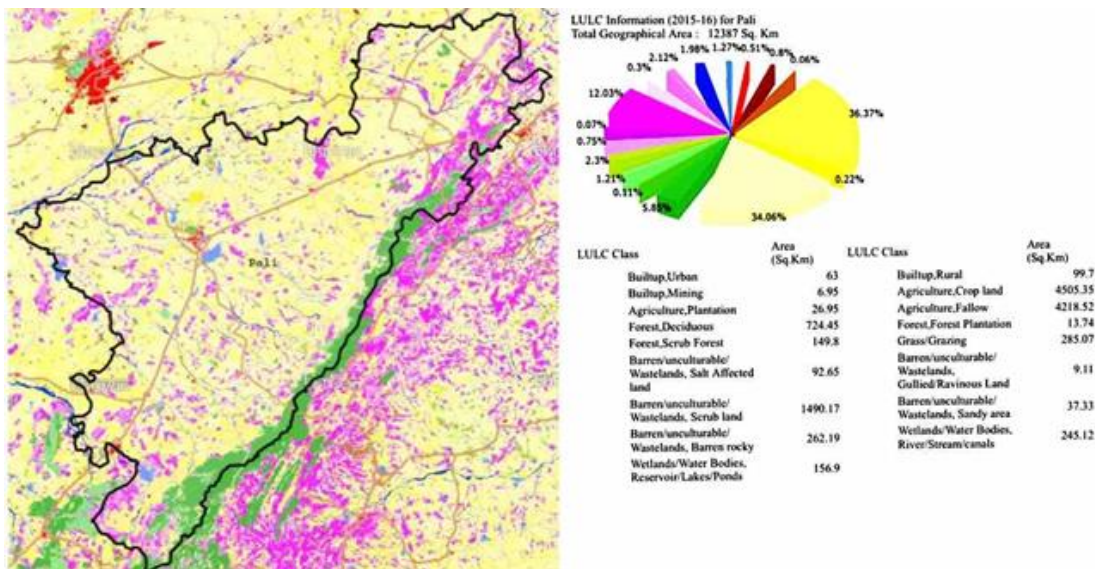 LULC Information (2015-16) for Pali
Total Geographical Area : 12387 Sq. Km
1.98% 1.27% 0.51% 0.8% 0.06%
2.12%
0.3%
12.03%
36.37%
0.07%
0.75%
2.3%
1.21%
0.11%
5.85%
0.22%
34.06%
Pali
LULC Class Area (Sq.Km) LULC Class Area (Sq.Km)
Builtup,Urban 63 Builtup,Rural 99.7
Builtup,Mining 6.95 Agriculture,Crop land 4505.35
Agriculture,Plantation 26.95 Agriculture,Fallow 4218.52
Forest,Deciduous 724.45 Forest,Forest Plantation 13.74
Forest,Scrub Forest 149.8 Grass/Grazing 285.07
Barren/unculturable/ Barren/unculturable/
Wastelands, Salt Affected 92.65 Wastelands, 9.11
land Gullied/Ravinous Land
Barren/unculturable/ Barren/unculturable/
Wastelands, Scrub land 1490.17 Wastelands, Sandy area 37.33
Barren/unculturable/ Wetlands/Water Bodies,
Wastelands, Barren rocky 262.19 River/Stream/canals 245.12
Wetlands/Water Bodies,
Reservoir/Lakes/Ponds 156.9